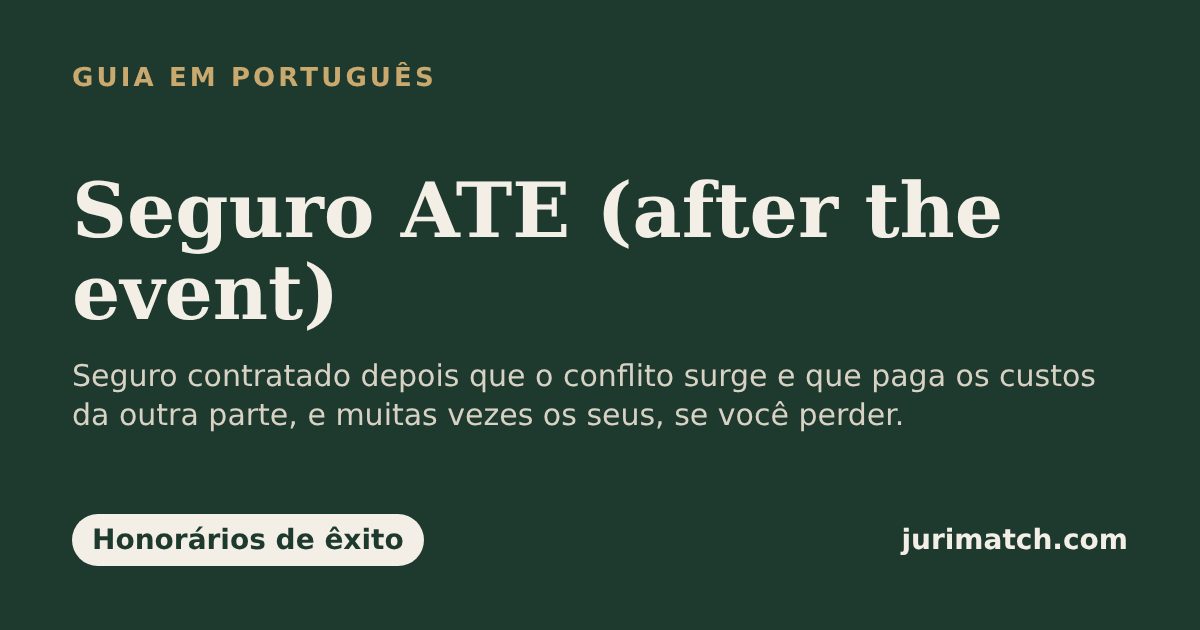 GUIA EM PORTUGUÊS
Seguro ATE (after the
event)
Seguro contratado depois que o conflito surge e que paga os custos
da outra parte, e muitas vezes os seus, se você perder.
Honorários de êxito
jurimatch.com